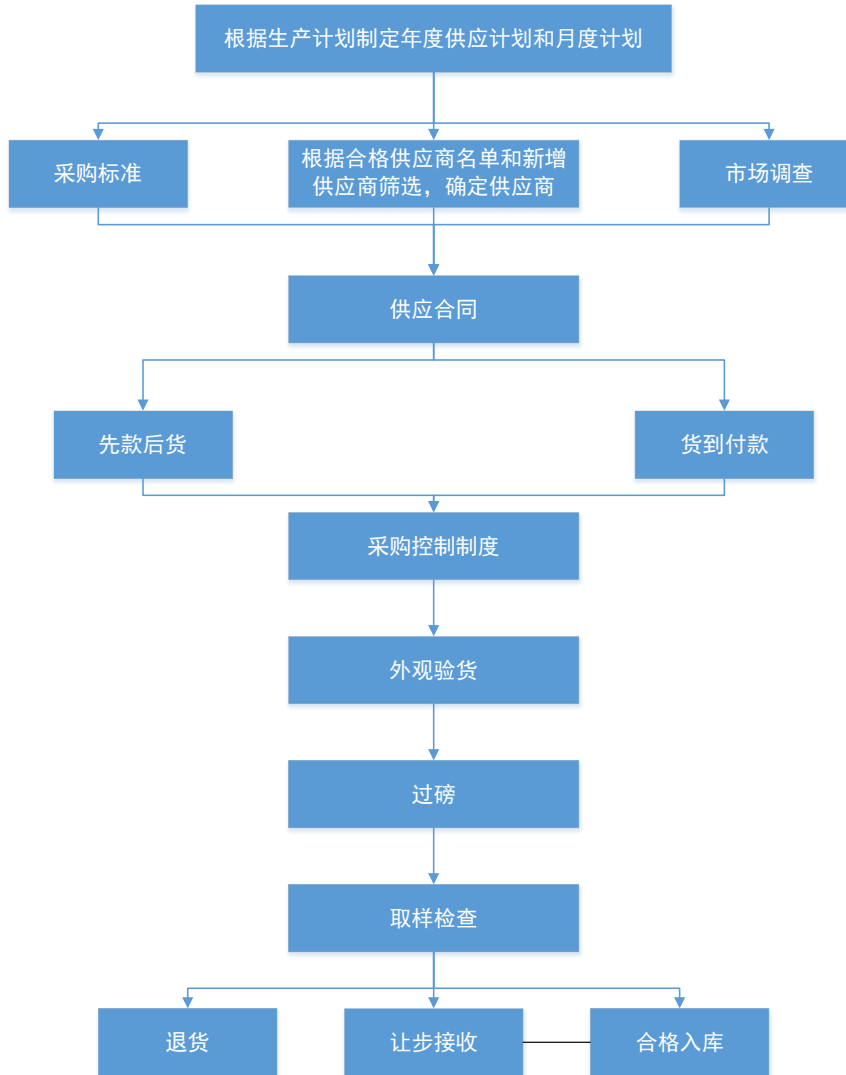 根据生产计划制定年度供应计划和月度计划
采购标准
根据合格供应商名单和新增
供应商筛选，确定供应商
市场调查
供应合同
先款后货
货到付款
采购控制制度
外观验货
过磅
取样检查
退货
让步接收
合格入库